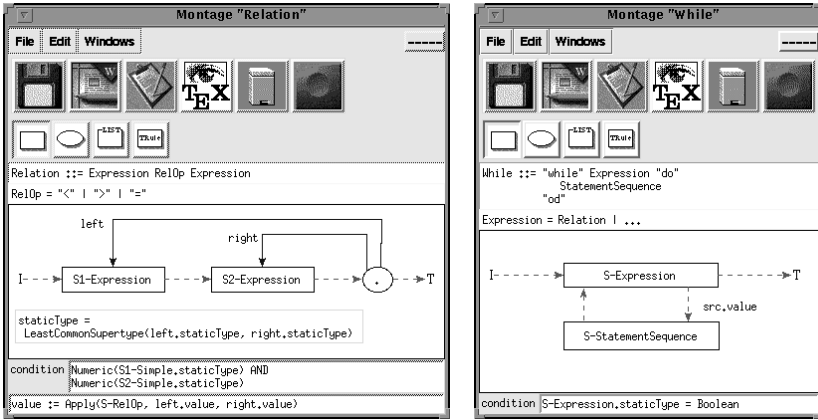 Montage "Relation"
File Edit Windows -----
TEX
LIST TRule
Relation ::= Expression RelOp Expression
RelOp = "<" | ">" | "="
left
right
I S1-Expression S2-Expression . T
staticType =
LeastCommonSupertype(left.staticType, right.staticType)
condition Numeric(S1-Simple.staticType) AND
Numeric(S2-Simple.staticType)
value := Apply(S-RelOp, left.value, right.value)
Montage "While"
File Edit Windows -----
TEX
LIST TRule
While ::= "while" Expression "do"
StatementSequence
"od"
Expression = Relation | ...
I S-Expression T
src.value
S-StatementSequence
condition S-Expression.staticType = Boolean